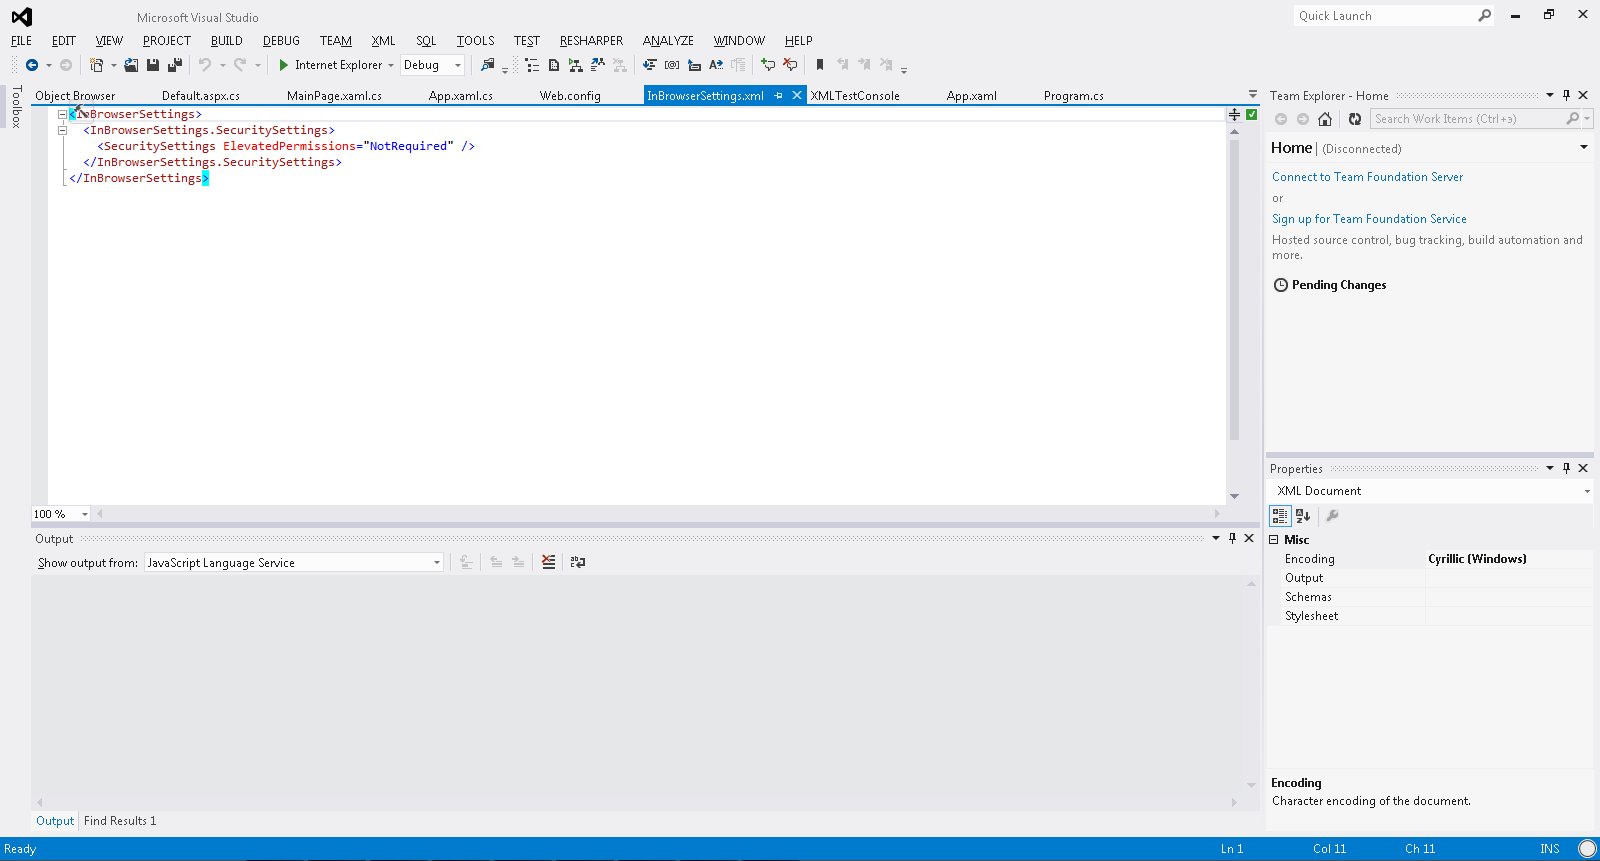 Microsoft Visual Studio
Quick Launch
FILE EDIT VIEW PROJECT BUILD DEBUG TEAM XML SQL TOOLS TEST RESHARPER ANALYZE WINDOW HELP
Internet Explorer Debug
Toolbox
Object Browser Default.aspx.cs MainPage.xaml.cs App.xaml.cs Web.config InBrowserSettings.xml XMLTestConsole App.xaml Program.cs
<InBrowserSettings>
<InBrowserSettings.SecuritySettings>
<SecuritySettings ElevatedPermissions="NotRequired" />
</InBrowserSettings.SecuritySettings>
</InBrowserSettings>
100 %
Output
Show output from: JavaScript Language Service
Output Find Results 1
Team Explorer - Home
Search Work Items (Ctrl+э)
Home | (Disconnected)
Connect to Team Foundation Server
or
Sign up for Team Foundation Service
Hosted source control, bug tracking, build automation and
more.
Pending Changes
Properties
XML Document
Misc
Encoding Cyrillic (Windows)
Output
Schemas
Stylesheet
Encoding
Character encoding of the document.
Ready Ln 1 Col 11 Ch 11 INS